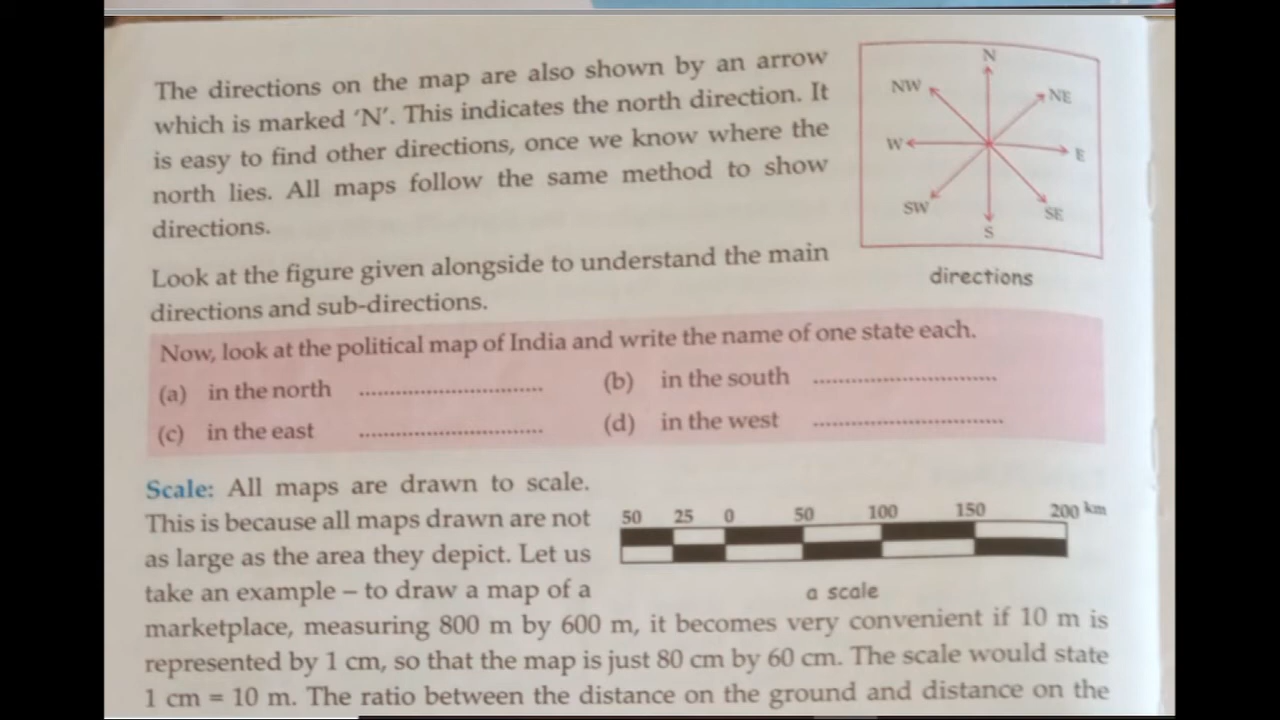 The directions on the map are also shown by an arrow
which is marked ‘N’. This indicates the north direction. It
is easy to find other directions, once we know where the
north lies. All maps follow the same method to show
directions.
Look at the figure given alongside to understand the main
directions and sub-directions.
N
NW
NE
W
E
SW
SE
S
directions
Now, look at the political map of India and write the name of one state each.
(a) in the north ..............................
(b) in the south ..............................
(c) in the east ..............................
(d) in the west ..............................
Scale: All maps are drawn to scale.
This is because all maps drawn are not
as large as the area they depict. Let us
take an example – to draw a map of a
50 25 0 50 100 150 200 km
a scale
marketplace, measuring 800 m by 600 m, it becomes very convenient if 10 m is
represented by 1 cm, so that the map is just 80 cm by 60 cm. The scale would state
1 cm = 10 m. The ratio between the distance on the ground and distance on the